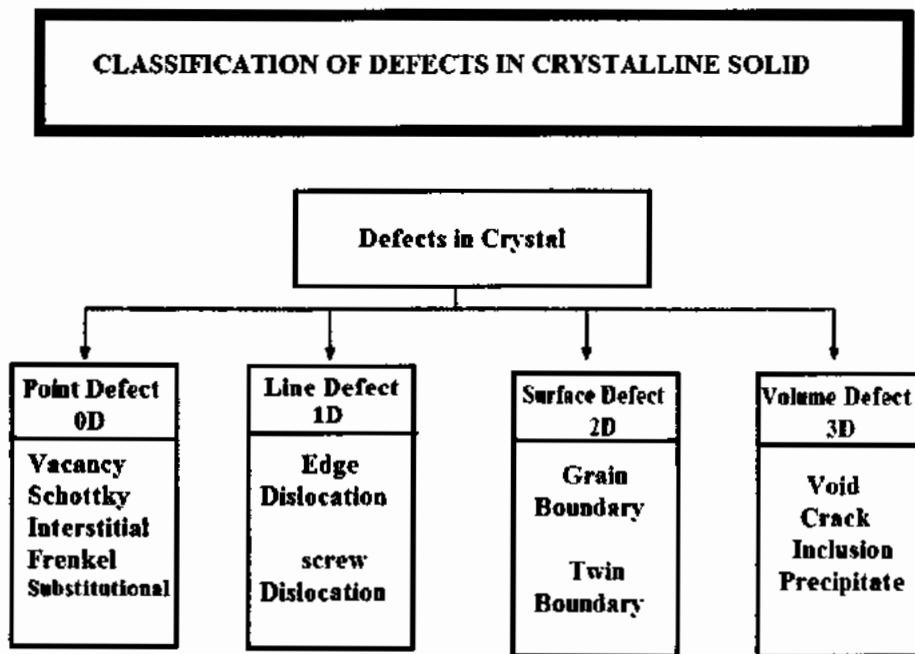 CLASSIFICATION OF DEFECTS IN CRYSTALLINE SOLID
Defects in Crystal
Point Defect
0D
Vacancy
Schottky
Interstitial
Frenkel
Substitutional
Line Defect
1D
Edge
Dislocation
screw
Dislocation
Surface Defect
2D
Grain
Boundary
Twin
Boundary
Volume Defect
3D
Void
Crack
Inclusion
Precipitate